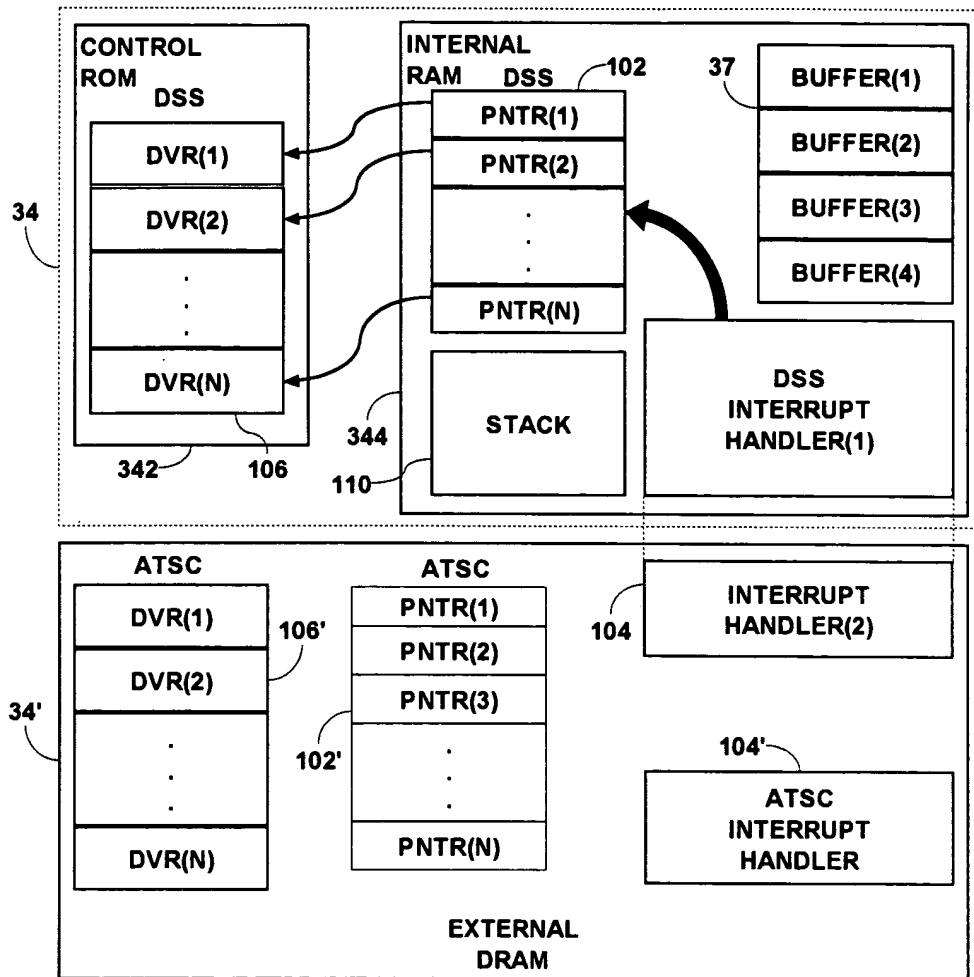 CONTROL
ROM
DSS
DVR(1)
DVR(2)
.
.
.
DVR(N)
34
342
106
INTERNAL
RAM
DSS
102
PNTR(1)
PNTR(2)
.
.
.
PNTR(N)
STACK
344
110
37
BUFFER(1)
BUFFER(2)
BUFFER(3)
BUFFER(4)
DSS
INTERRUPT
HANDLER(1)
ATSC
DVR(1)
DVR(2)
.
.
.
DVR(N)
106'
34'
ATSC
PNTR(1)
PNTR(2)
PNTR(3)
.
.
.
PNTR(N)
102'
104
INTERRUPT
HANDLER(2)
104'
ATSC
INTERRUPT
HANDLER
EXTERNAL
DRAM